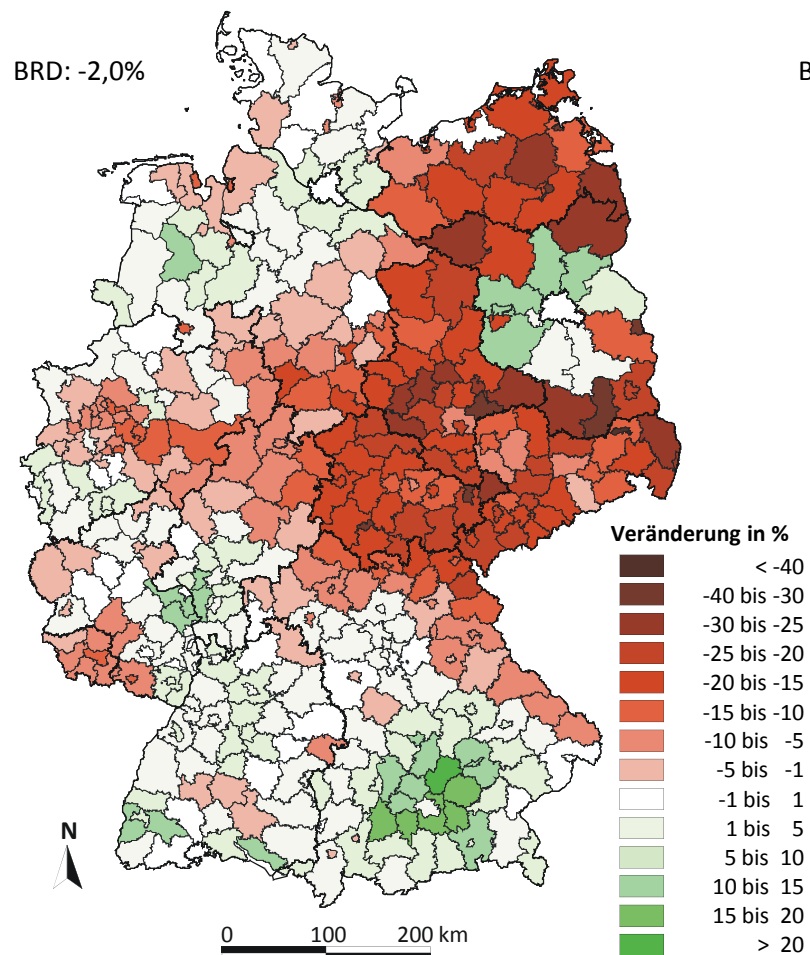 BRD: -2,0%
B
Veränderung in %
< -40
-40 bis -30
-30 bis -25
-25 bis -20
-20 bis -15
-15 bis -10
-10 bis -5
-5 bis -1
-1 bis 1
1 bis 5
5 bis 10
10 bis 15
15 bis 20
> 20
N
0 100 200 km